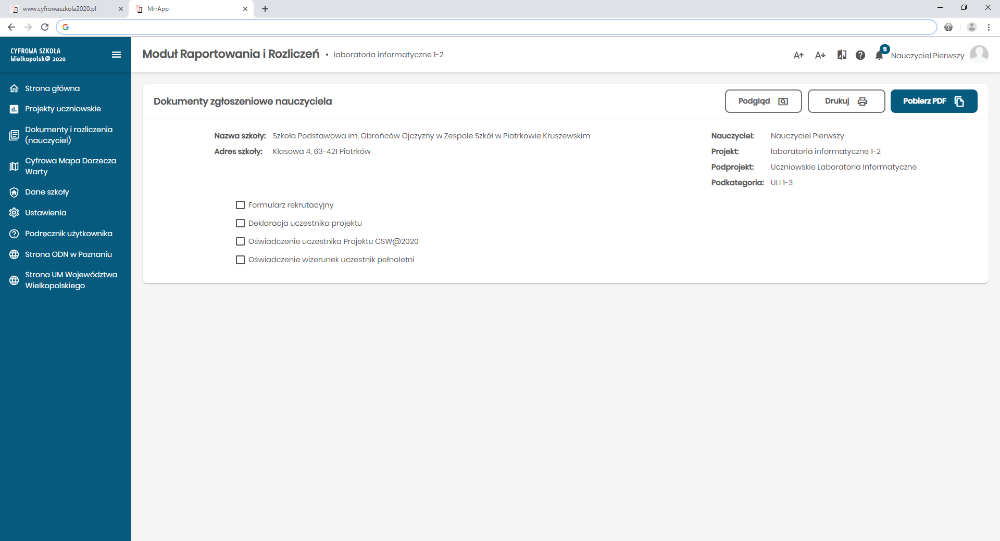 www.cyfrowaszkola2020.pl
MrrApp
CYFROWA SZKOŁA
Wielkopolsk@ 2020
Moduł Raportowania i Rozliczeń • laboratoria informatyczne 1-2
5
Nauczyciel Pierwszy
Strona główna
Projekty uczniowskie
Dokumenty i rozliczenia
(nauczyciel)
Cyfrowa Mapa Dorzecza
Warty
Dane szkoły
Ustawienia
Podręcznik użytkownika
Strona ODN w Poznaniu
Strona UM Województwa
Wielkopolskiego
Dokumenty zgłoszeniowe nauczyciela
Podgląd
Drukuj
Pobierz PDF
Nazwa szkoły: Szkoła Podstawowa im. Obrońców Ojczyzny w Zespole Szkół w Piotrkowie Kruszewskim
Adres szkoły: Klasowa 4, 63-421 Piotrków
Nauczyciel: Nauczyciel Pierwszy
Projekt: laboratoria informatyczne 1-2
Podprojekt: Uczniowskie Laboratoria Informatyczne
Podkategoria: ULI 1-3
Formularz rekrutacyjny
Deklaracja uczestnika projektu
Oświadczenie uczestnika Projektu CSW@2020
Oświadczenie wizerunek uczestnik pełnoletni